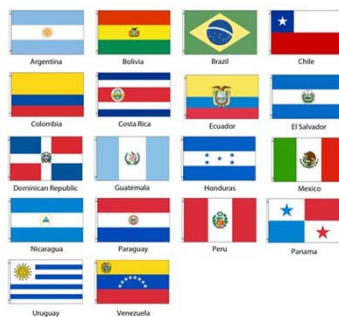 Argentina
Bolivia
Brazil
Chile
Colombia
Costa Rica
Ecuador
El Salvador
Dominican Republic
Guatemala
Honduras
Mexico
Nicaragua
Paraguay
Peru
Panama
Uruguay
Venezuela